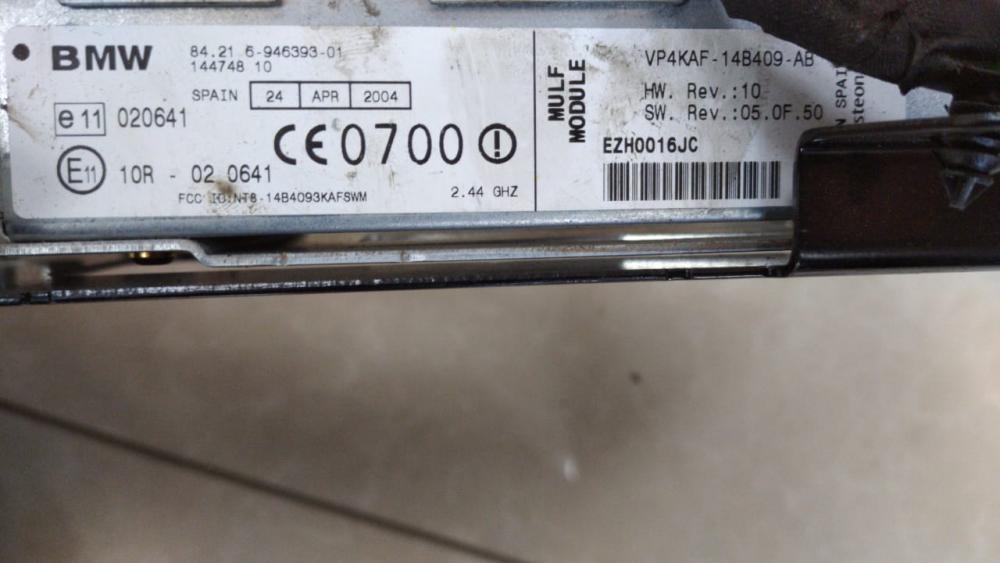 BMW
84.21 6-946393-01
144748 10
SPAIN 24 APR 2004
e 11 020641
CE0700
E11 10R - 02 0641
2.44 GHZ
MULF
MODULE
VP4KAF-14B409-AB
HW. Rev.:10
SW. Rev.:05.0F.50
EZH0016JC